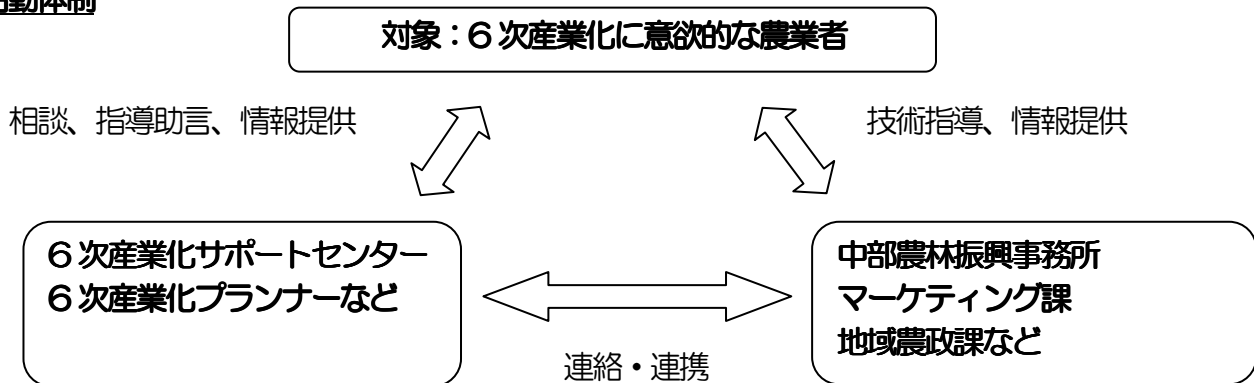 対象：６次産業化に意欲的な農業者
相談、指導助言、情報提供
技術指導、情報提供
６次産業化サポートセンター
６次産業化プランナーなど
中部農林振興事務所
マーケティング課
地域農政課など
連絡・連携